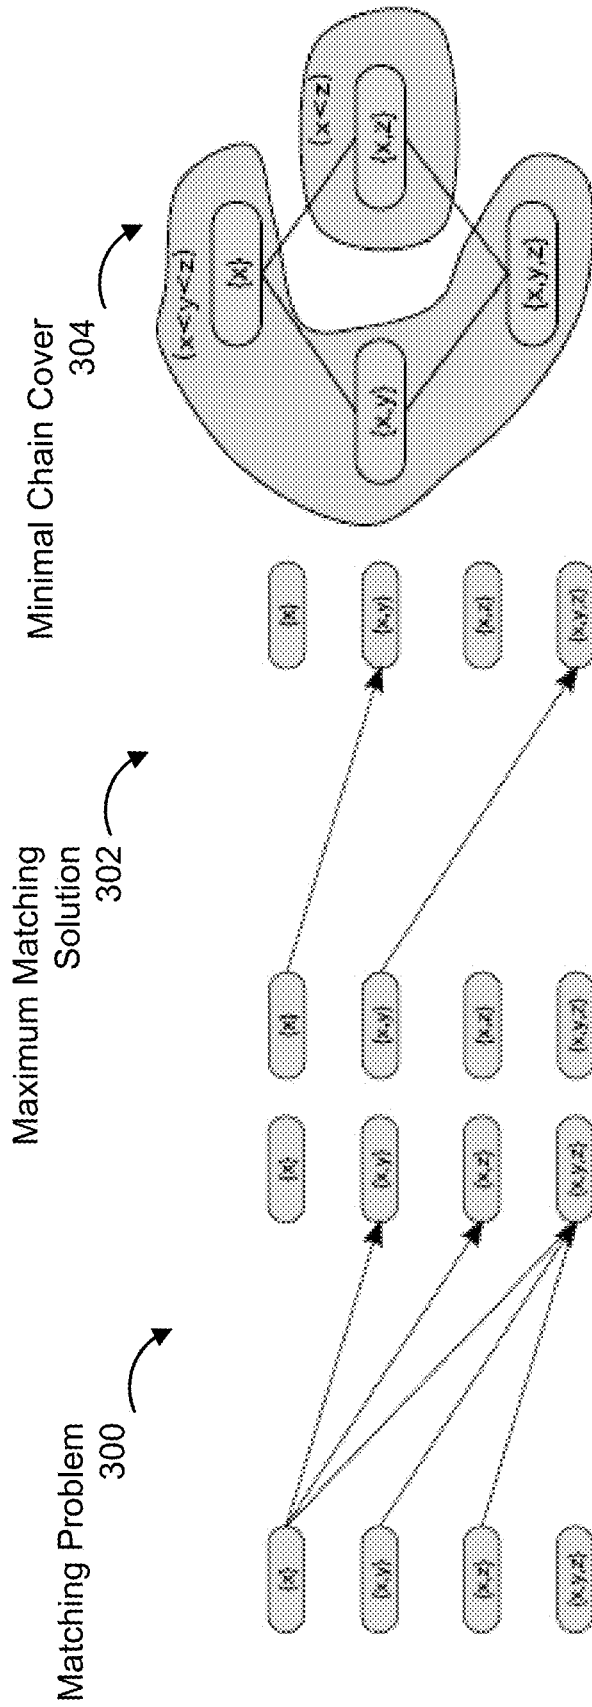 Matching Problem
300
{x}
{x,y}
{x,z}
{x,y,z}
{x}
{x,y}
{x,z}
{x,y,z}
Maximum Matching
Solution
302
{x}
{x,y}
{x,z}
{x,y,z}
{x}
{x,y}
{x,z}
{x,y,z}
Minimal Chain Cover
304
{x<y<z}
{x}
{x,y}
{x<z}
{x,z}
{x,y,z}